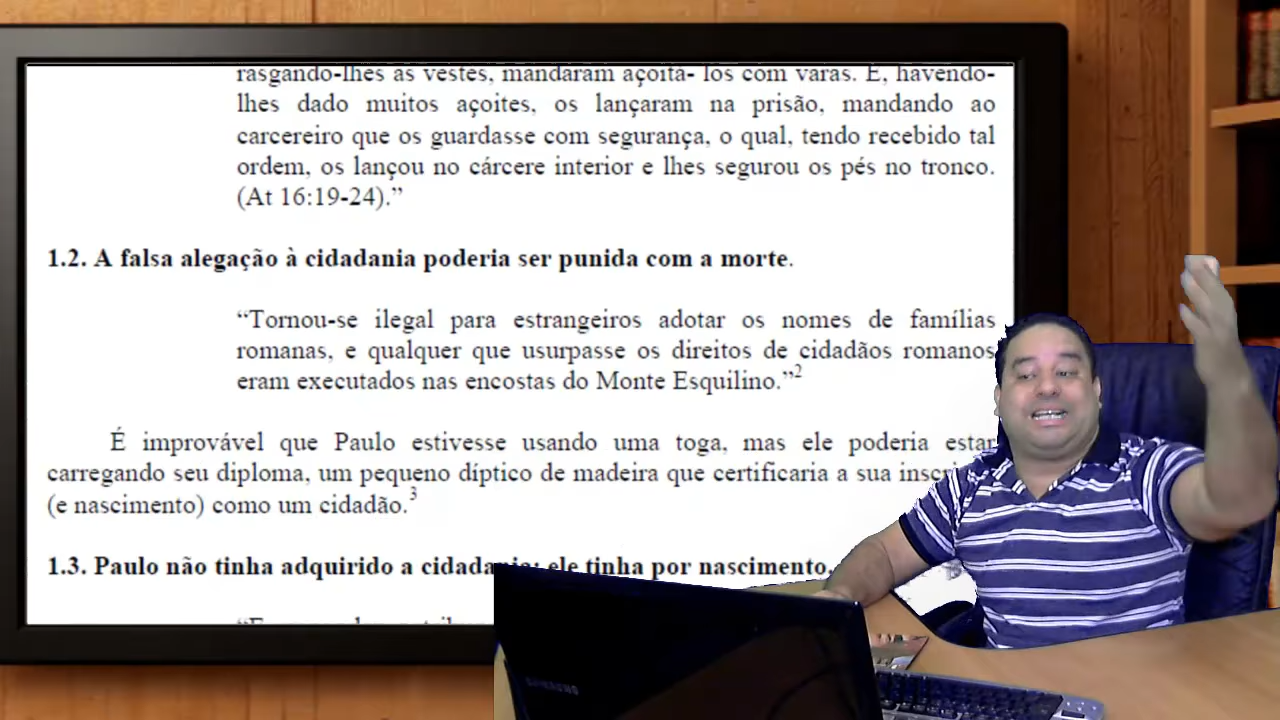 rasgando-lhes as vestes, mandaram açoitá- los com varas. E, havendo-
lhes dado muitos açoites, os lançaram na prisão, mandando ao
carcereiro que os guardasse com segurança, o qual, tendo recebido tal
ordem, os lançou no cárcere interior e lhes segurou os pés no tronco.
(At 16:19-24).”
1.2. A falsa alegação à cidadania poderia ser punida com a morte.
“Tornou-se ilegal para estrangeiros adotar os nomes de famílias
romanas, e qualquer que usurpasse os direitos de cidadãos romanos
eram executados nas encostas do Monte Esquilino.”2
É improvável que Paulo estivesse usando uma toga, mas ele poderia estar
carregando seu diploma, um pequeno díptico de madeira que certificaria a sua
(e nascimento) como um cidadão.3
1.3. Paulo não tinha adquirido a cidadania; ele tinha por nascimento.
SAMSUNG